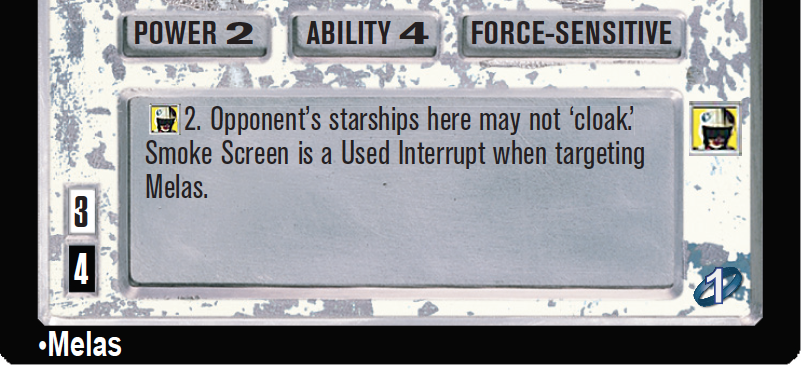 POWER 2 ABILITY 4 FORCE-SENSITIVE
2. Opponent’s starships here may not ‘cloak.’
Smoke Screen is a Used Interrupt when targeting
Melas.
3
4
1
•Melas